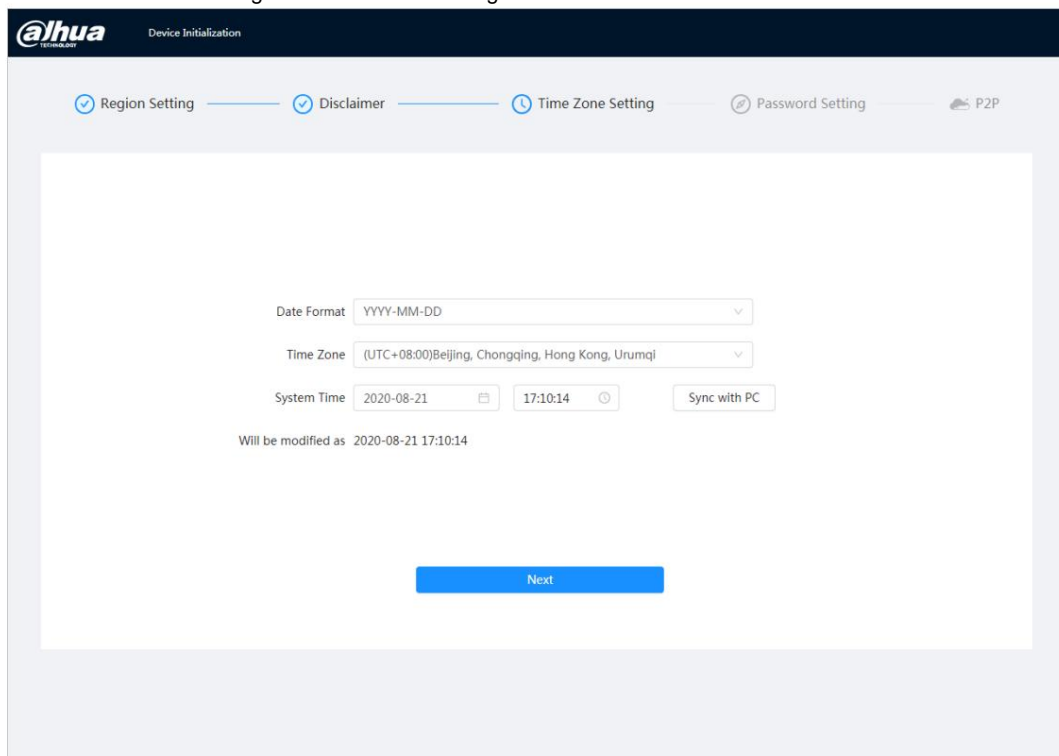 alhua
TECHNOLOGY
Device Initialization
Region Setting
Disclaimer
Time Zone Setting
Password Setting
P2P
Date Format YYYY-MM-DD
Time Zone (UTC+08:00)Beijing, Chongqing, Hong Kong, Urumqi
System Time 2020-08-21 17:10:14 Sync with PC
Will be modified as 2020-08-21 17:10:14
Next